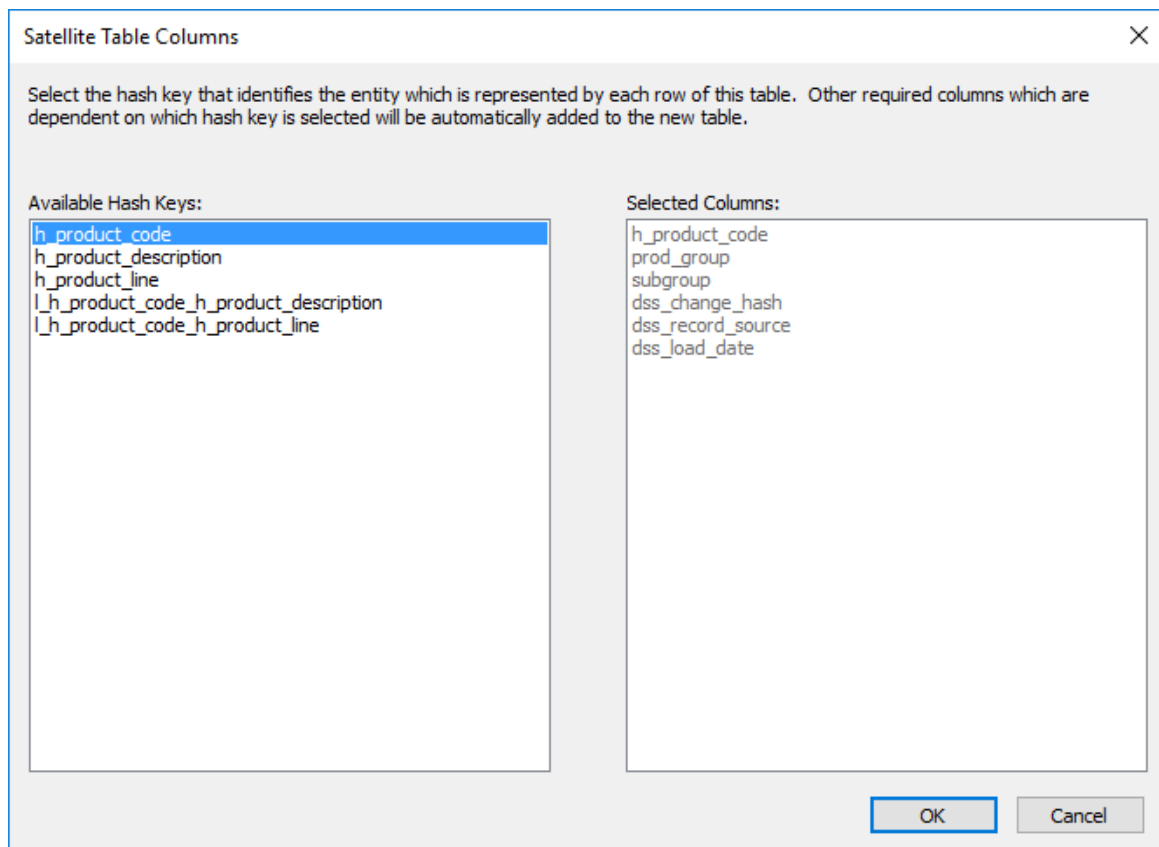 Satellite Table Columns
Select the hash key that identifies the entity which is represented by each row of this table.  Other required columns which are
dependent on which hash key is selected will be automatically added to the new table.
Available Hash Keys:
h_product_code
h_product_description
h_product_line
l_h_product_code_h_product_description
l_h_product_code_h_product_line
Selected Columns:
h_product_code
prod_group
subgroup
dss_change_hash
dss_record_source
dss_load_date
OK
Cancel